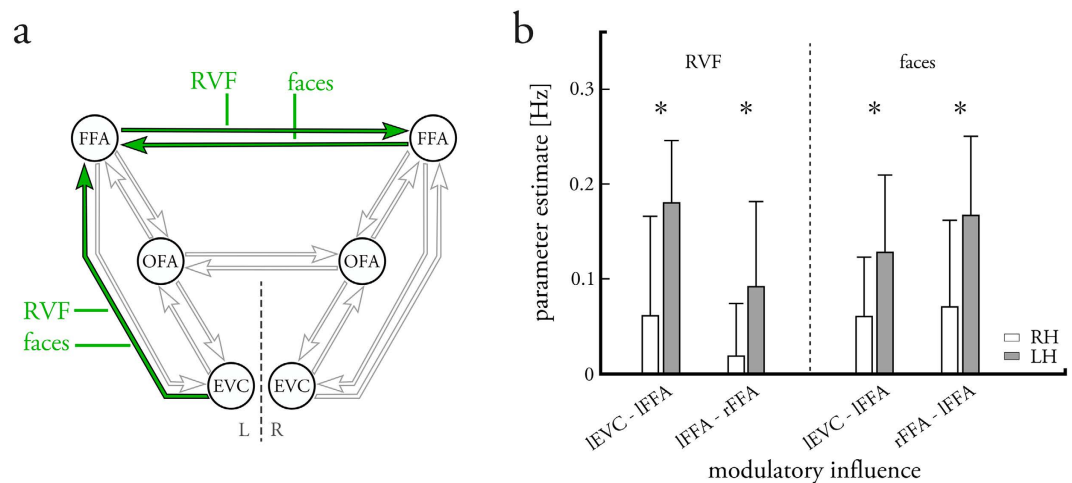 a
RVF faces
FFA FFA
OFA OFA
RVF
faces
EVC EVC
L R
b
parameter estimate [Hz]
0.3
0.2
0.1
0
RVF faces
* * * *
RH
LH
lEVC - lFFA
lFFA - rFFA
lEVC - lFFA
rFFA - lFFA
modulatory influence